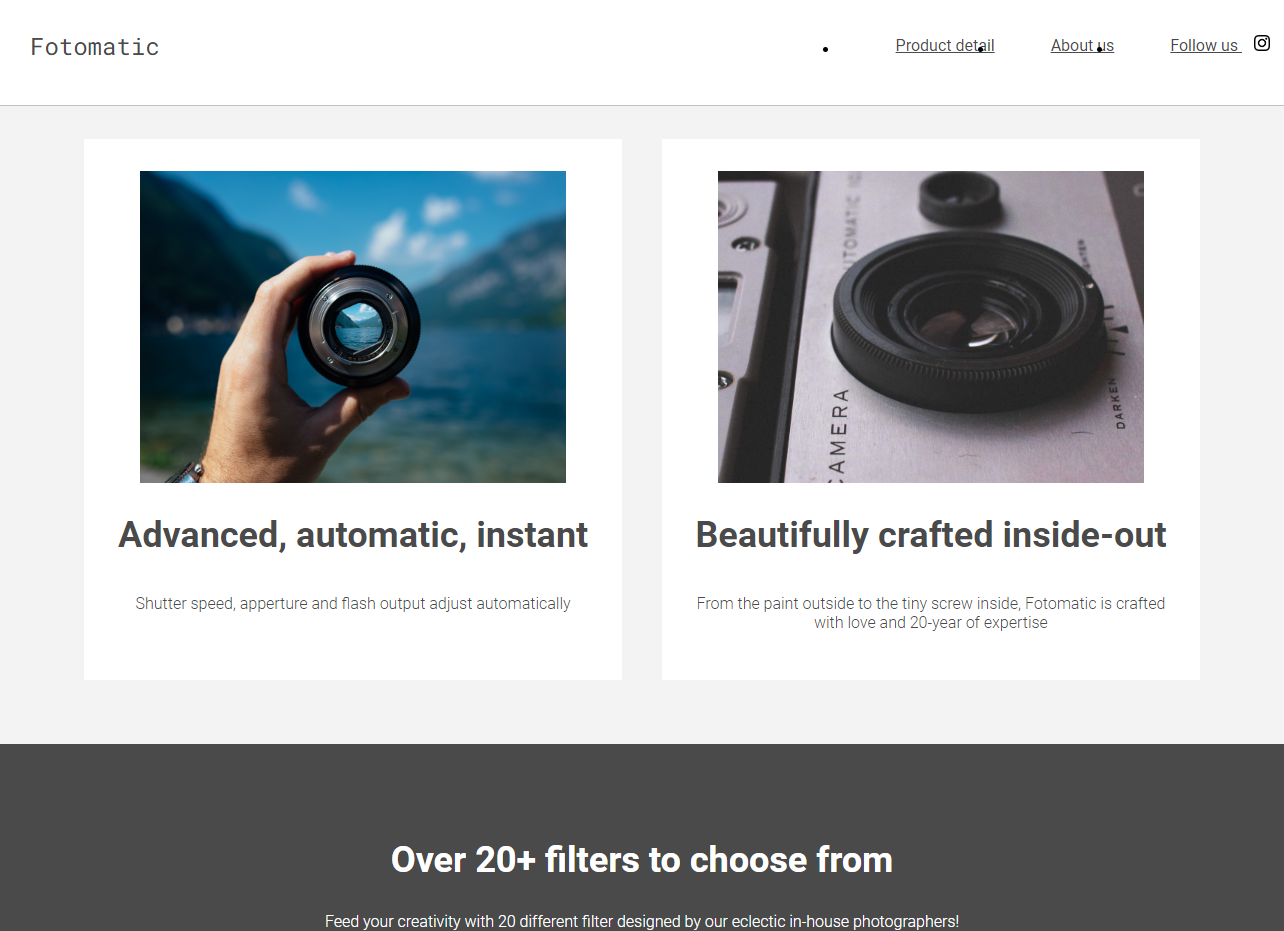 Fotomatic
Product detail
About us
Follow us
AUTOMATIC
CAMERA
DARKEN
Advanced, automatic, instant
Shutter speed, apperture and flash output adjust automatically
Beautifully crafted inside-out
From the paint outside to the tiny screw inside, Fotomatic is crafted
with love and 20-year of expertise
Over 20+ filters to choose from
Feed your creativity with 20 different filter designed by our eclectic in-house photographers!